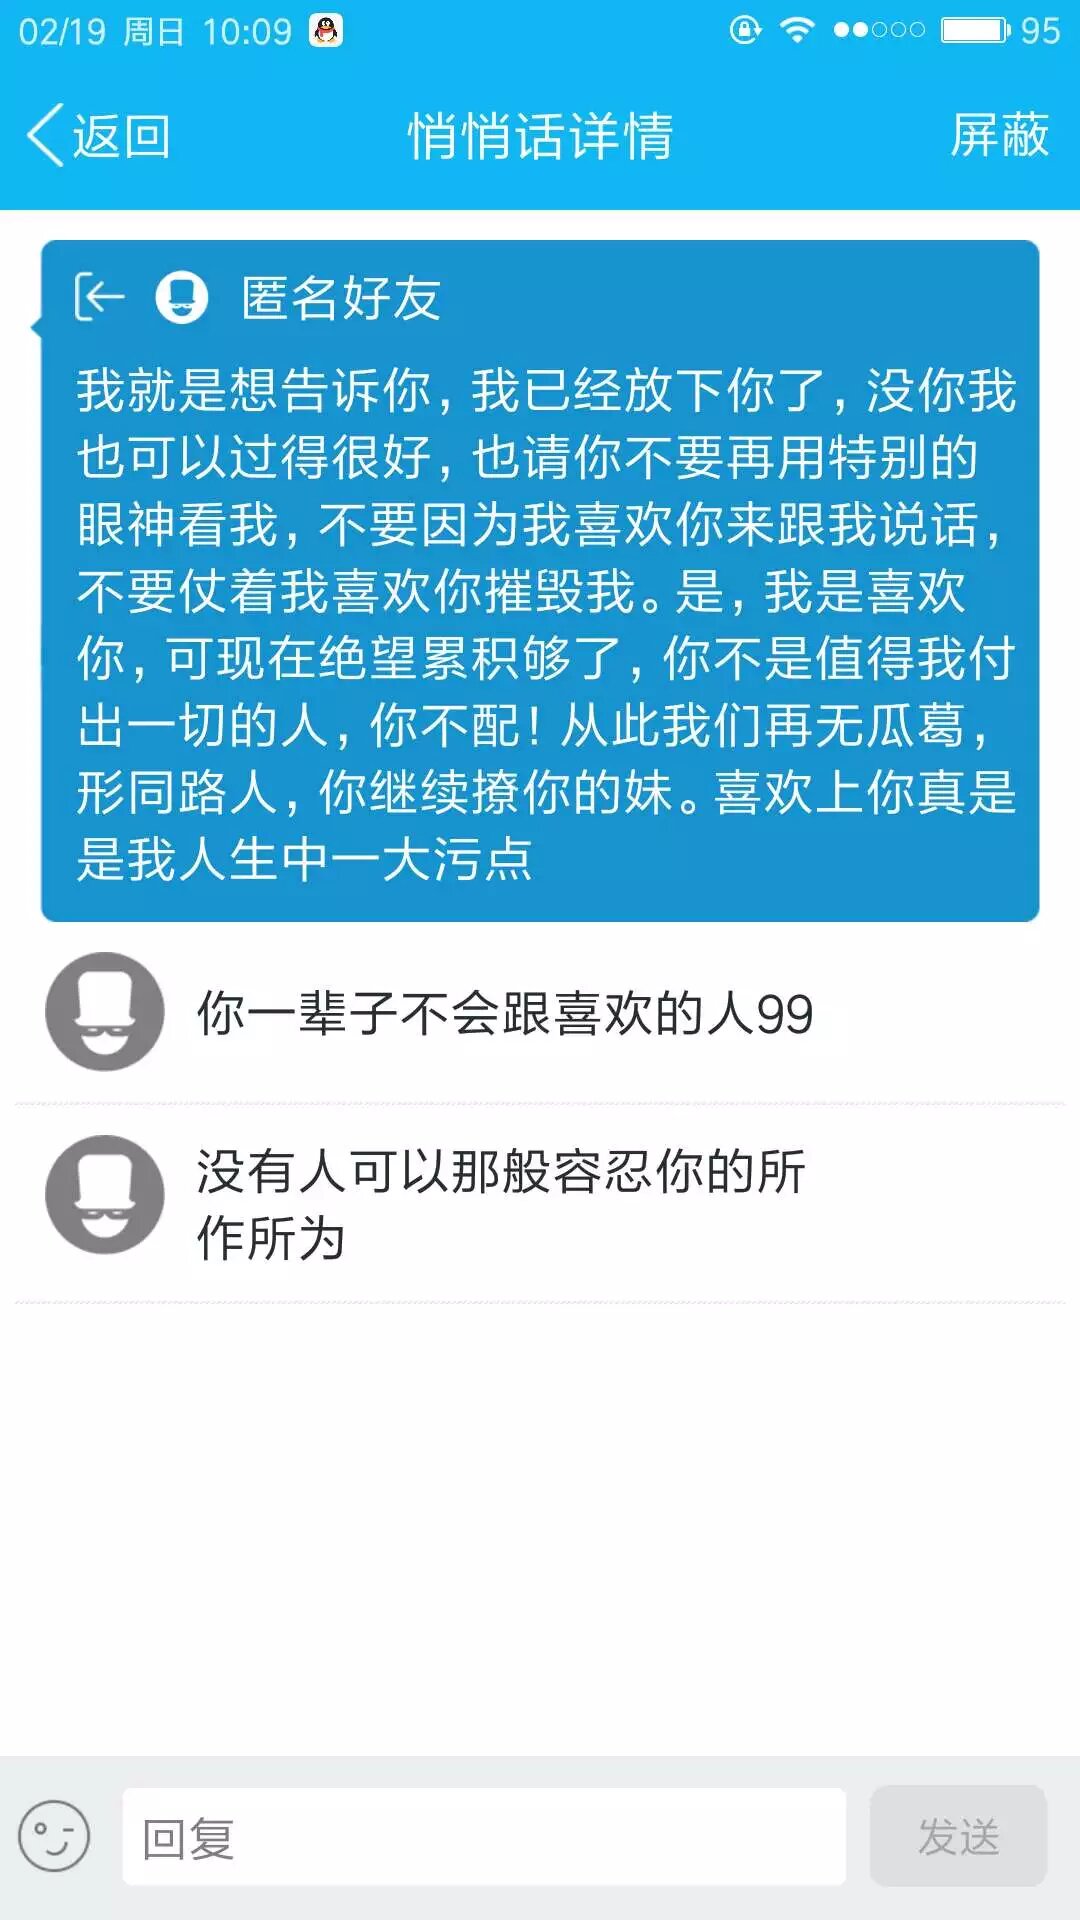 02/19 周日 10:09
95
返回
悄悄话详情
屏蔽
匿名好友
我就是想告诉你，我已经放下你了，没你我
也可以过得很好，也请你不要再用特别的
眼神看我，不要因为我喜欢你来跟我说话，
不要仗着我喜欢你摧毁我。是，我是喜欢
你，可现在绝望累积够了，你不是值得我付
出一切的人，你不配！从此我们再无瓜葛，
形同路人，你继续撩你的妹。喜欢上你真是
是我人生中一大污点
你一辈子不会跟喜欢的人99
没有人可以那般容忍你的所
作所为
回复
发送